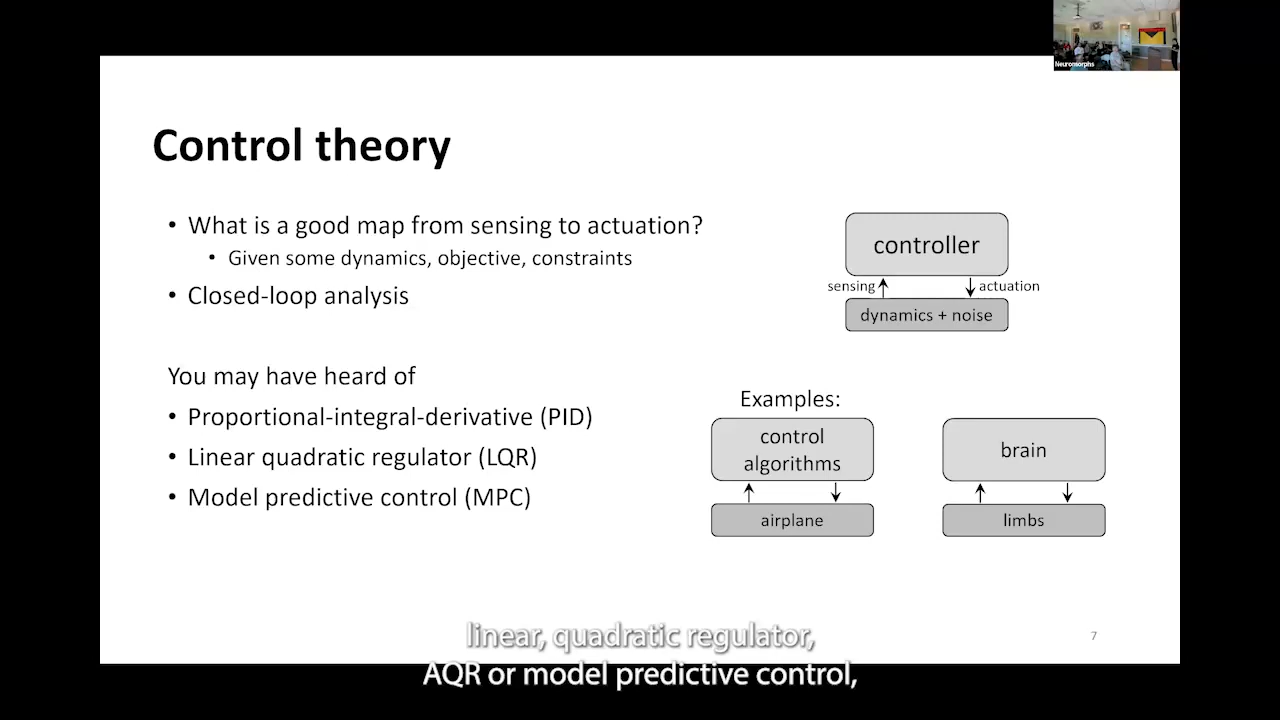 Neuromorphs
Control theory
• What is a good map from sensing to actuation?
• Given some dynamics, objective, constraints
• Closed-loop analysis
You may have heard of
• Proportional-integral-derivative (PID)
• Linear quadratic regulator (LQR)
• Model predictive control (MPC)
controller
sensing
actuation
dynamics + noise
Examples:
control
algorithms
airplane
brain
limbs
7
linear, quadratic regulator,
AQR or model predictive control,